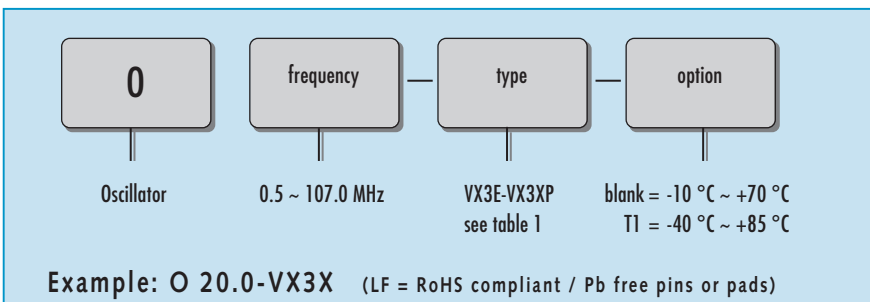 O frequency – type – option
Oscillator 0.5 ~ 107.0 MHz VX3E-VX3XP blank = -10 °C ~ +70 °C
see table 1 T1 = -40 °C ~ +85 °C
Example: O 20.0-VX3X (LF = RoHS compliant / Pb free pins or pads)